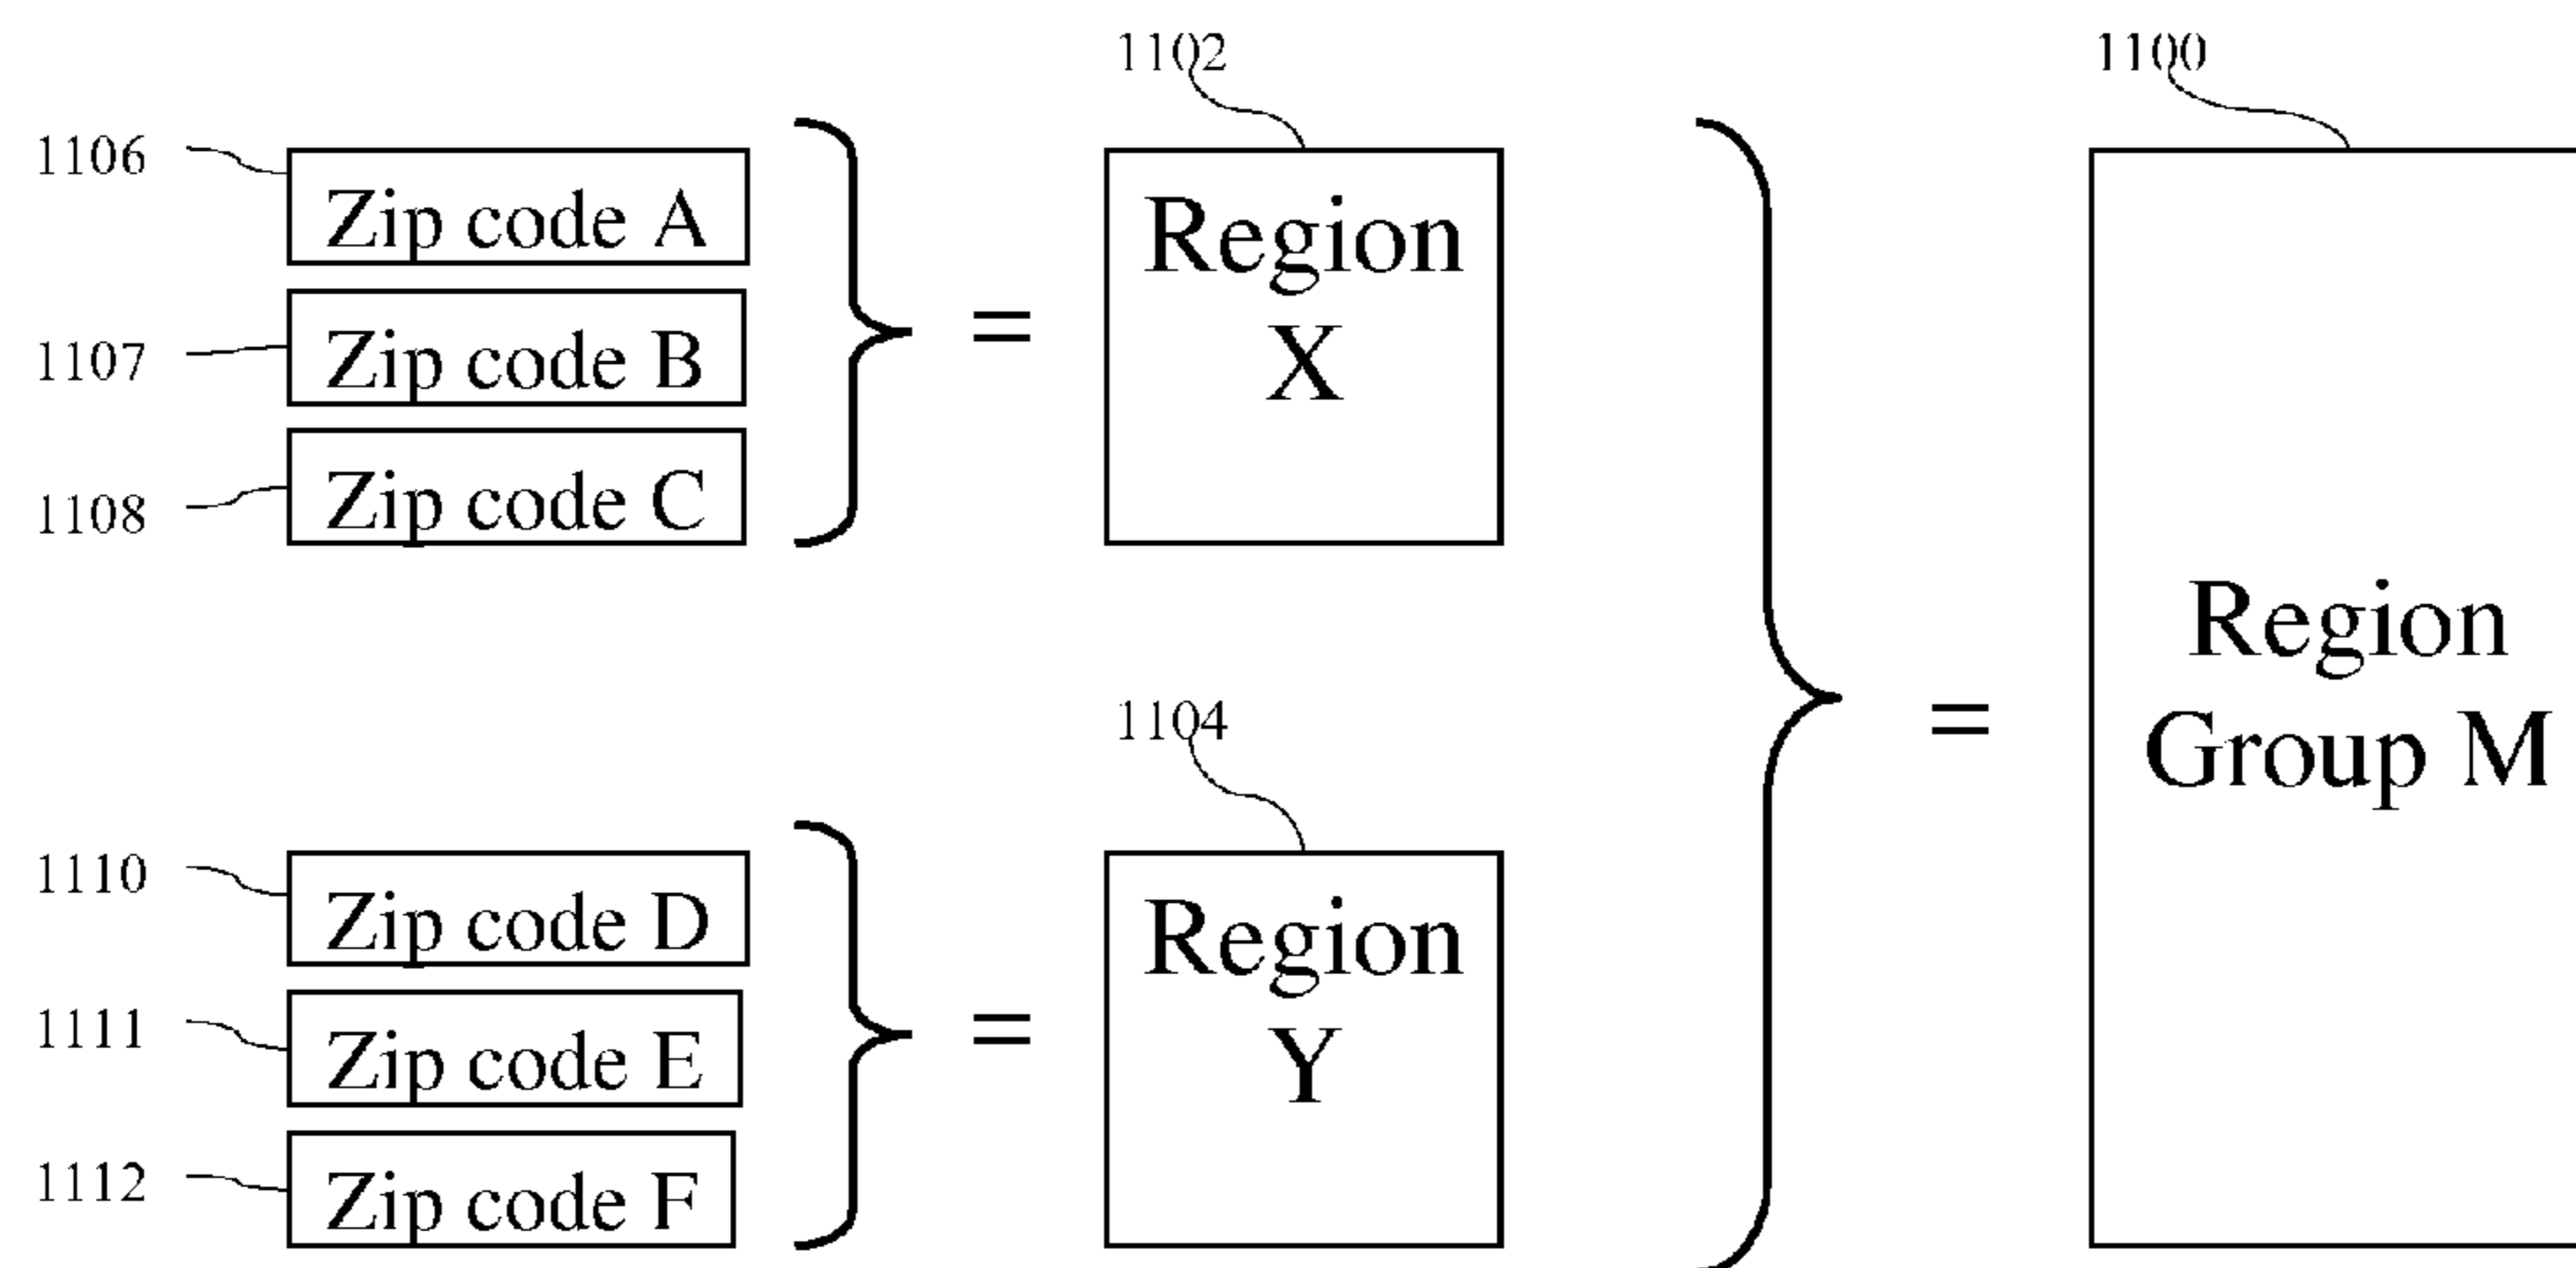 1102
1100
1106
Zip code A
1107
Zip code B
1108
Zip code C
=
Region
X
1104
1110
Zip code D
1111
Zip code E
1112
Zip code F
=
Region
Y
=
Region
Group M